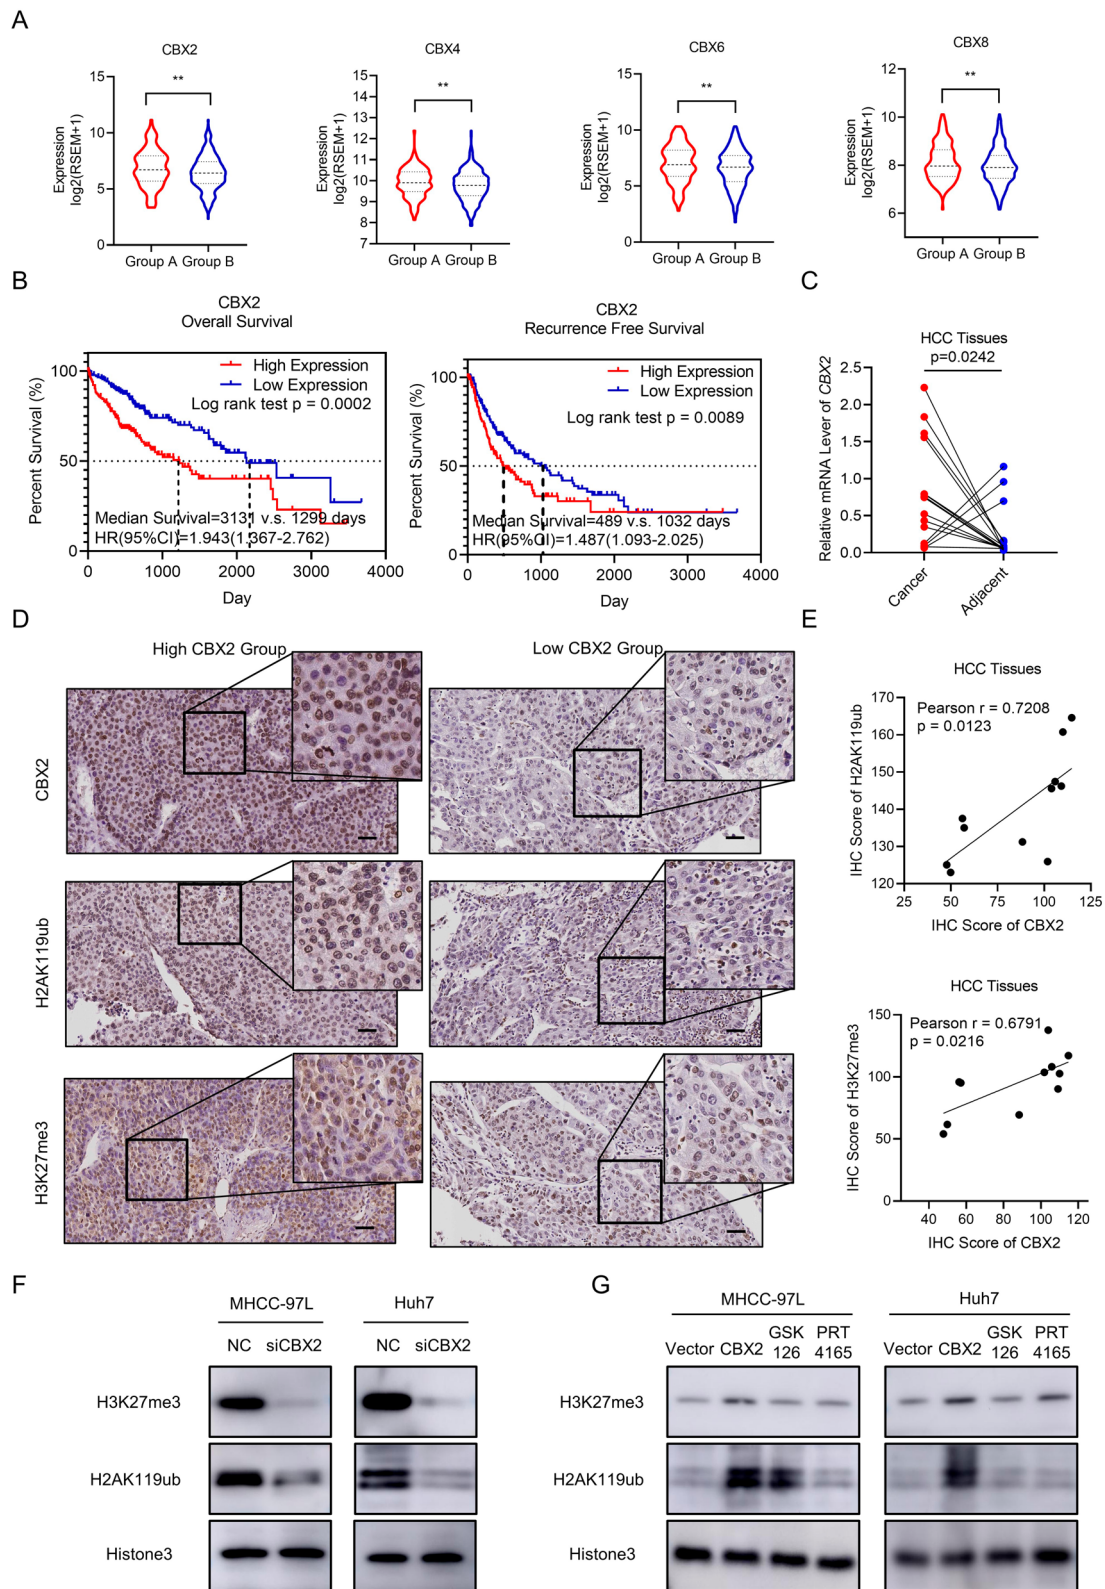 A
CBX2
**
Expression
log2(RSEM+1)
15
10
5
0
Group A Group B
CBX4
**
Expression
log2(RSEM+1)
15
14
13
12
11
10
9
8
7
Group A Group B
CBX6
**
Expression
log2(RSEM+1)
15
10
5
0
Group A Group B
CBX8
**
Expression
log2(RSEM+1)
12
10
8
6
Group A Group B
B
CBX2
Overall Survival
High Expression
Low Expression
Log rank test p = 0.0002
Percent Survival (%)
100
50
0
Median Survival=3131 v.s. 1299 days
HR(95%CI)=1.943(1.367-2.762)
0 1000 2000 3000 4000
Day
CBX2
Recurrence Free Survival
High Expression
Low Expression
Log rank test p = 0.0089
Percent Survival (%)
100
50
0
Median Survival=489 v.s. 1032 days
HR(95%CI)=1.487(1.093-2.025)
0 1000 2000 3000 4000
Day
C
HCC Tissues
p=0.0242
Relative mRNA Level of CBX2
2.5
2.0
1.5
1.0
0.5
0.0
Cancer
Adjacent
D
High CBX2 Group
Low CBX2 Group
CBX2
H2AK119ub
H3K27me3
E
HCC Tissues
Pearson r = 0.7208
p = 0.0123
IHC Score of H2AK119ub
170
160
150
140
130
120
25 50 75 100 125
IHC Score of CBX2
HCC Tissues
Pearson r = 0.6791
p = 0.0216
IHC Score of H3K27me3
150
100
50
0
40 60 80 100 120
IHC Score of CBX2
F
MHCC-97L
Huh7
NC siCBX2
NC siCBX2
H3K27me3
H2AK119ub
Histone3
G
MHCC-97L
Huh7
Vector CBX2 GSK 126 PRT 4165
Vector CBX2 GSK 126 PRT 4165
H3K27me3
H2AK119ub
Histone3